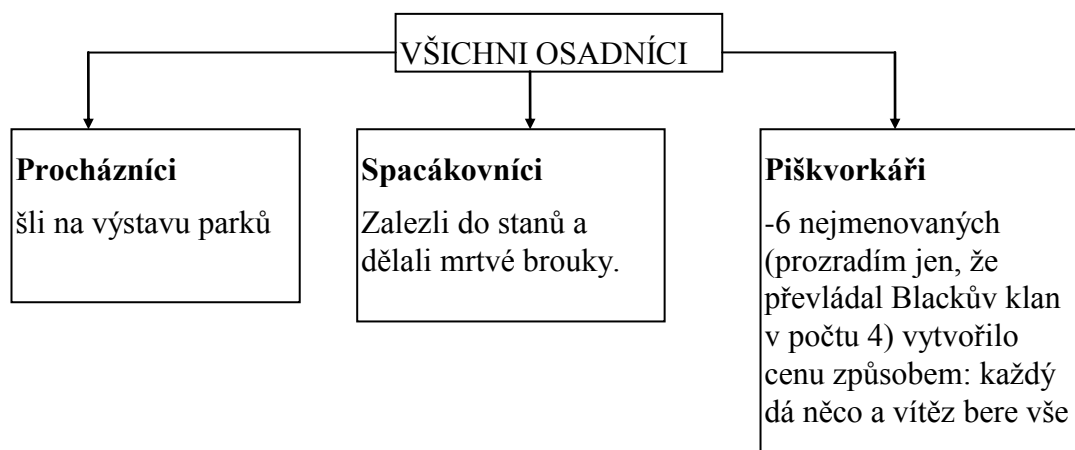 VŠICHNI OSADNÍCI
Procházníci
šli na výstavu parků
Spacákovníci
Zalezli do stanů a
dělali mrtvé brouky.
Piškvorkáři
-6 nejmenovaných
(prozradím jen, že
převládal Blackův klan
v počtu 4) vytvořilo
cenu způsobem: každý
dá něco a vítěz bere vše